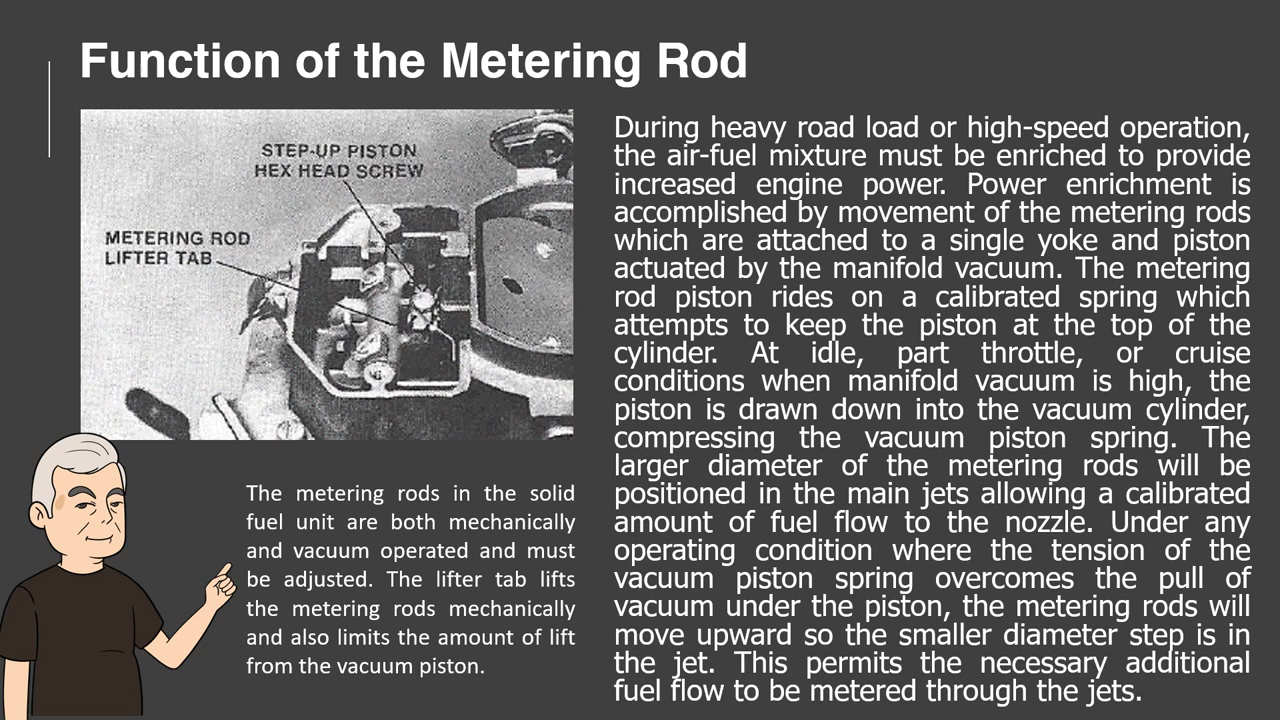 Function of the Metering Rod
STEP-UP PISTON
HEX HEAD SCREW
METERING ROD
LIFTER TAB
The metering rods in the solid
fuel unit are both mechanically
and vacuum operated and must
be adjusted. The lifter tab lifts
the metering rods mechanically
and also limits the amount of lift
from the vacuum piston.
During heavy road load or high-speed operation,
the air-fuel mixture must be enriched to provide
increased engine power. Power enrichment is
accomplished by movement of the metering rods
which are attached to a single yoke and piston
actuated by the manifold vacuum. The metering
rod piston rides on a calibrated spring which
attempts to keep the piston at the top of the
cylinder. At idle, part throttle, or cruise
conditions when manifold vacuum is high, the
piston is drawn down into the vacuum cylinder,
compressing the vacuum piston spring. The
larger diameter of the metering rods will be
positioned in the main jets allowing a calibrated
amount of fuel flow to the nozzle. Under any
operating condition where the tension of the
vacuum piston spring overcomes the pull of
vacuum under the piston, the metering rods will
move upward so the smaller diameter step is in
the jet. This permits the necessary additional
fuel flow to be metered through the jets.